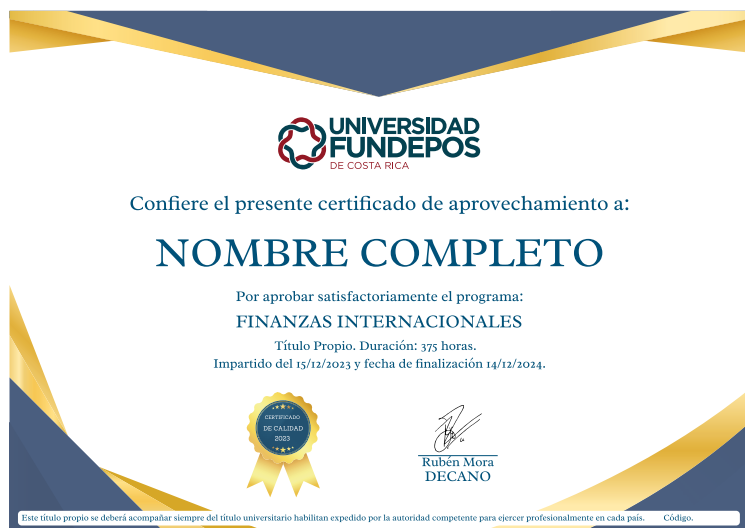 UNIVERSIDAD
FUNDEPOS
DE COSTA RICA
Confiere el presente certificado de aprovechamiento a:
NOMBRE COMPLETO
Por aprobar satisfactoriamente el programa:
FINANZAS INTERNACIONALES
Título Propio. Duración: 375 horas.
Impartido del 15/12/2023 y fecha de finalización 14/12/2024.
CERTIFICADO
DE CALIDAD
2023
Rubén Mora
DECANO
Este título propio se deberá acompañar siempre del título universitario habilitan expedido por la autoridad competente para ejercer profesionalmente en cada país. Código.